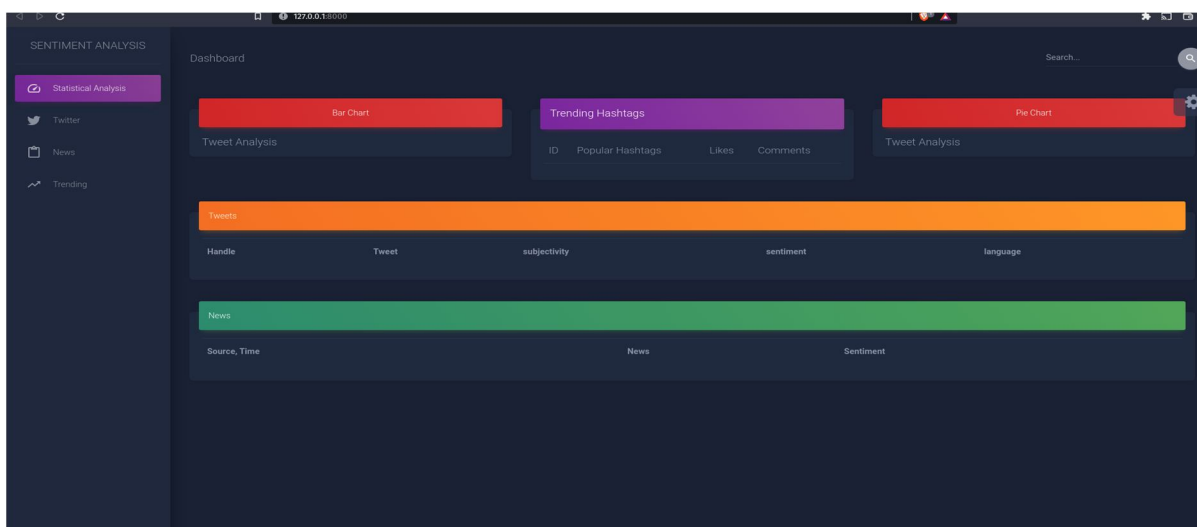 127.0.0.1:8000
SENTIMENT ANALYSIS
Dashboard
Search...
Statistical Analysis
Twitter
News
Trending
Bar Chart
Tweet Analysis
Trending Hashtags
ID Popular Hashtags Likes Comments
Pie Chart
Tweet Analysis
Tweets
Handle Tweet subjectivity sentiment language
News
Source, Time News Sentiment